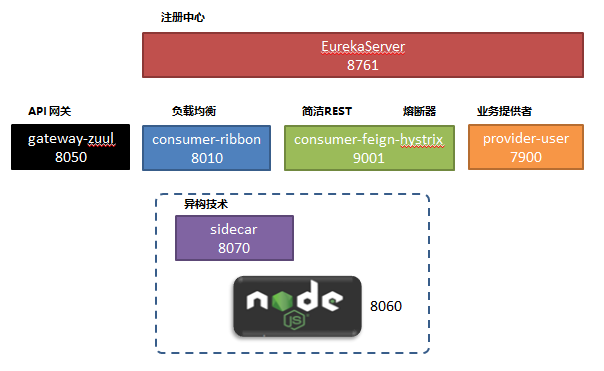 注册中心
EurekaServer
8761
API 网关
负载均衡
简洁REST
熔断器
业务提供者
gateway-zuul
8050
consumer-ribbon
8010
consumer-feign-hystrix
9001
provider-user
7900
异构技术
sidecar
8070
node
JS
8060